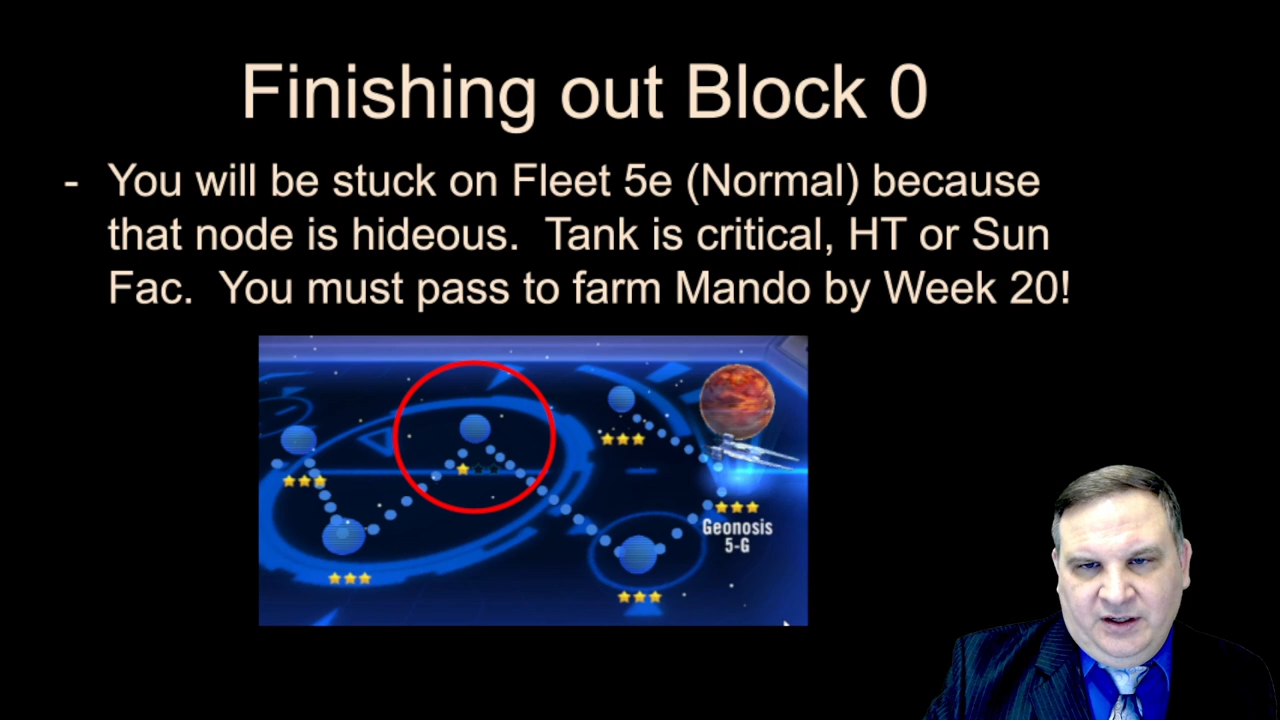 Finishing out Block 0
- You will be stuck on Fleet 5e (Normal) because
that node is hideous.  Tank is critical, HT or Sun
Fac.  You must pass to farm Mando by Week 20!
Geonosis
5-G